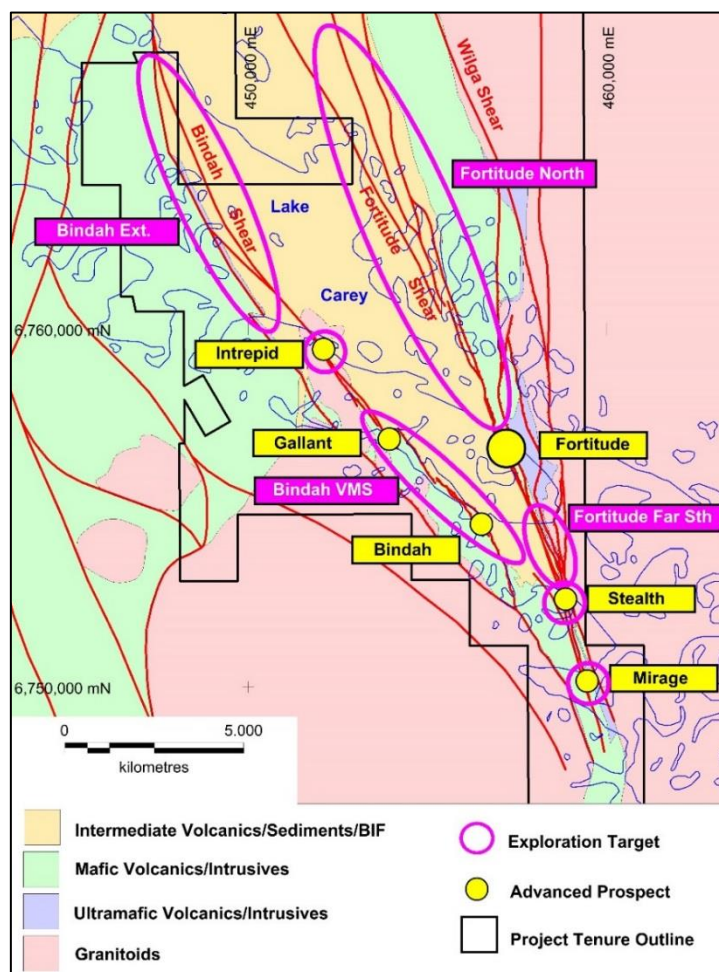 450,000 mE
460,000 mE
Wilga Shear
Bindah
Shear
Fortitude
Shear
Fortitude North
Lake
Bindah Ext.
Carey
6,760,000 mN
Intrepid
Gallant
Fortitude
Bindah VMS
Fortitude Far Sth
Bindah
Stealth
Mirage
6,750,000 mN
0 5.000
kilometres
Intermediate Volcanics/Sediments/BIF
Mafic Volcanics/Intrusives
Ultramafic Volcanics/Intrusives
Granitoids
Exploration Target
Advanced Prospect
Project Tenure Outline